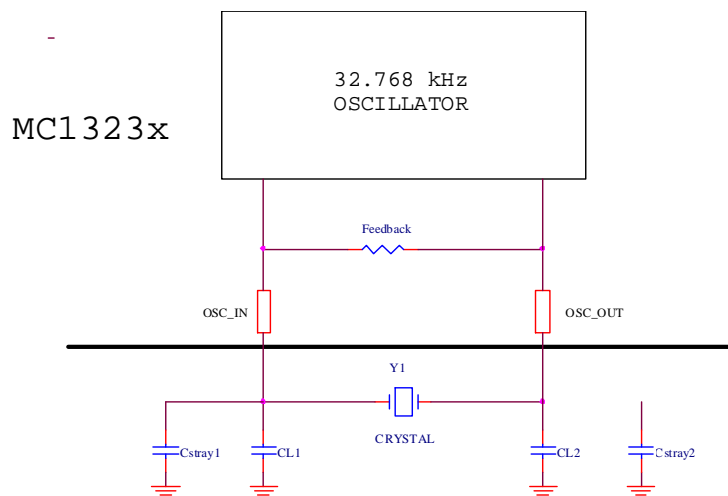 32.768 kHz
OSCILLATOR
MC1323x
Feedback
OSC_IN
OSC_OUT
Y1
CRYSTAL
Cstray1
CL1
CL2
Cstray2